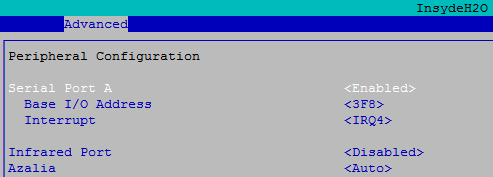 InsydeH2O
Advanced
Peripheral Configuration
Serial Port A <Enabled>
Base I/O Address <3F8>
Interrupt <IRQ4>
Infrared Port <Disabled>
Azalia <Auto>